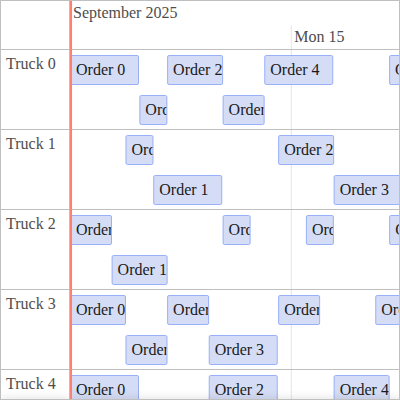 September 2025
Mon 15
Truck 0
Order 0
Order 2
Order 4
Orc
Order
Truck 1
Orc
Order 2
Order 1
Order 3
Truck 2
Order
Orc
Orc
Order 1
Truck 3
Order 0
Order
Order
Or
Order
Order 3
Truck 4
Order 0
Order 2
Order 4